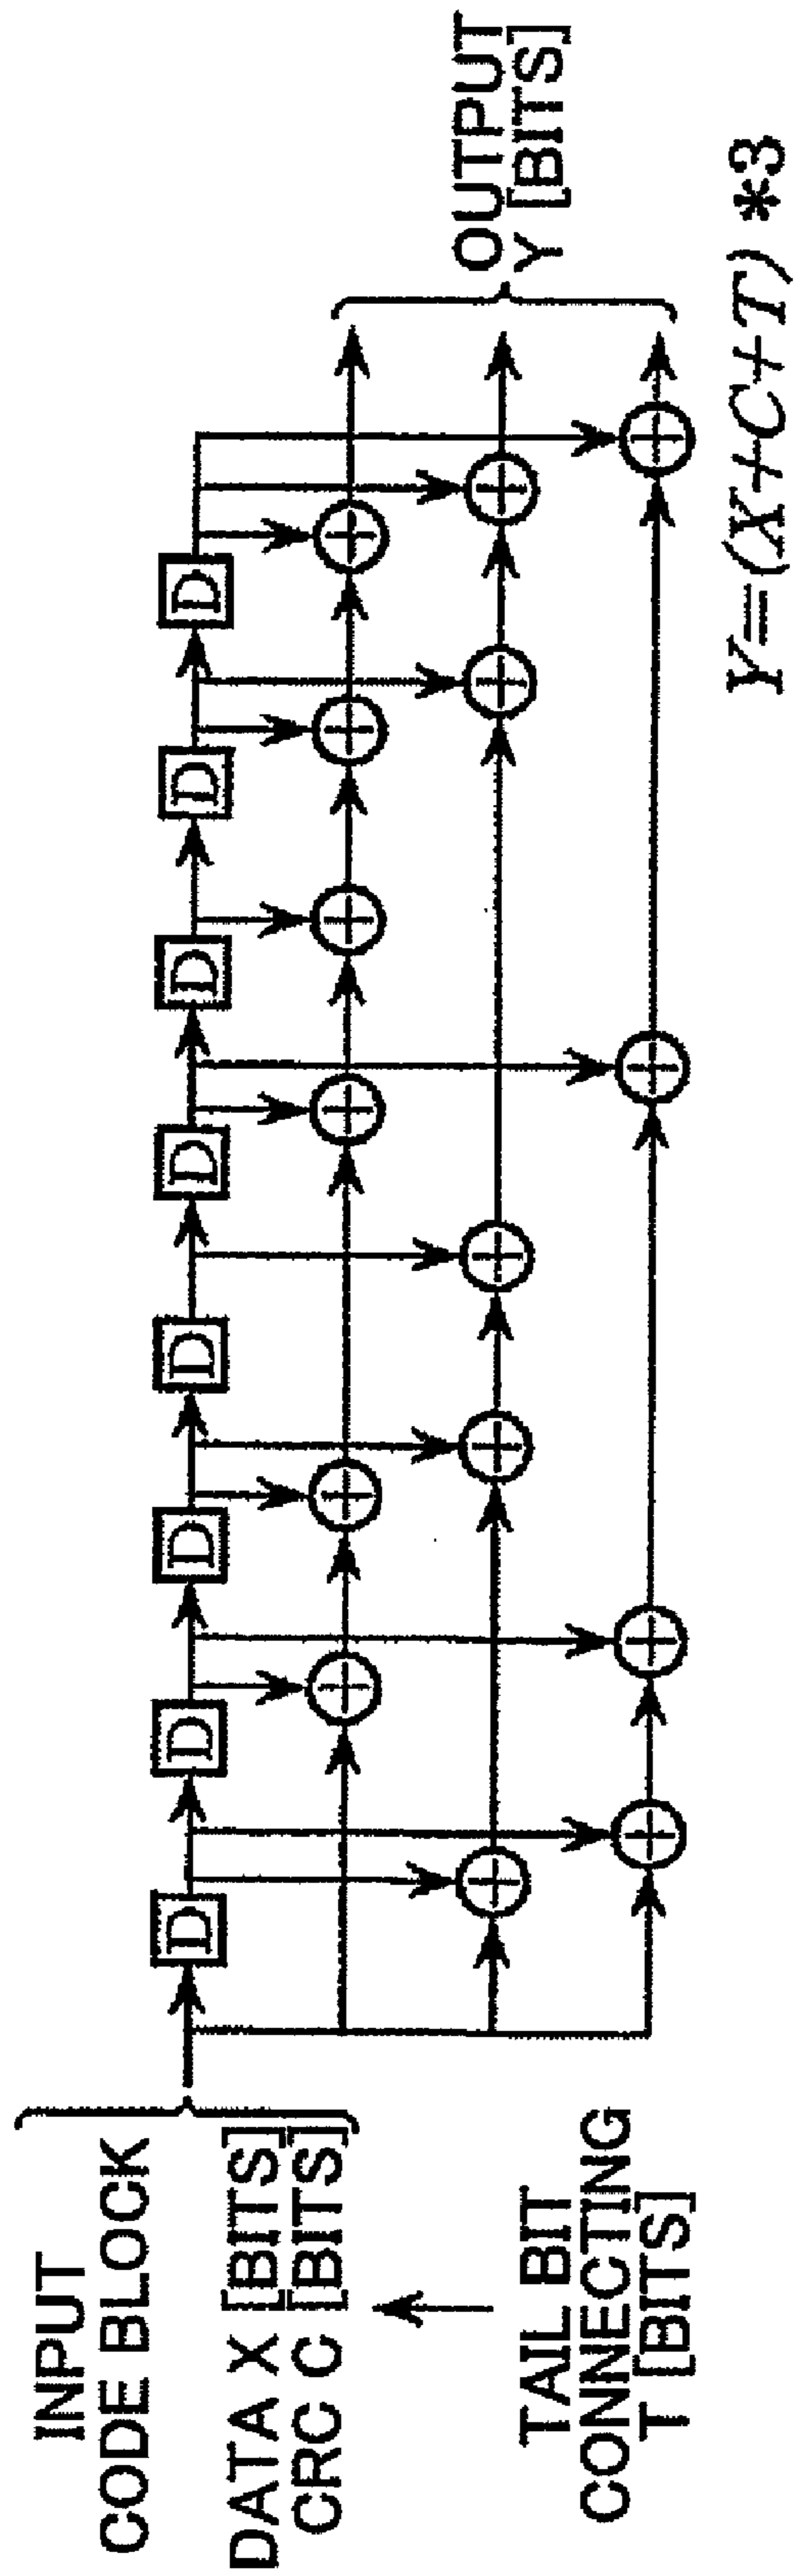 INPUT
CODE BLOCK
DATA X [BITS]
CRC C [BITS]
TAIL BIT
CONNECTING
T [BITS]
D
D
D
D
D
D
D
D
OUTPUT
Y [BITS]
Y=(X+C+T) *3